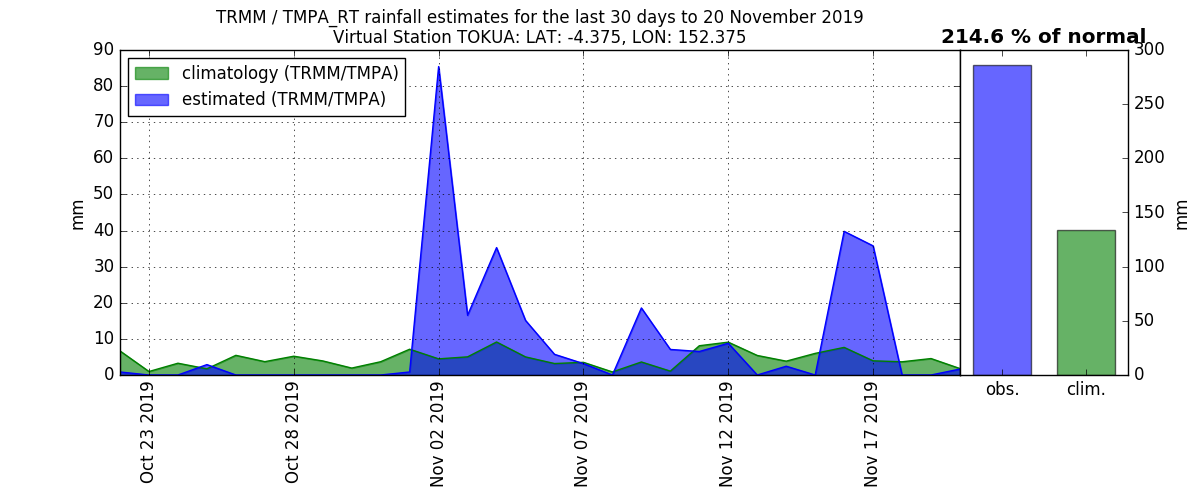 TRMM / TMPA_RT rainfall estimates for the last 30 days to 20 November 2019
Virtual Station TOKUA: LAT: -4.375, LON: 152.375
214.6 % of normal
climatology (TRMM/TMPA)
estimated (TRMM/TMPA)
90
80
70
60
50
40
30
20
10
0
mm
Oct 23 2019
Oct 28 2019
Nov 02 2019
Nov 07 2019
Nov 12 2019
Nov 17 2019
300
250
200
150
100
50
0
mm
obs.
clim.